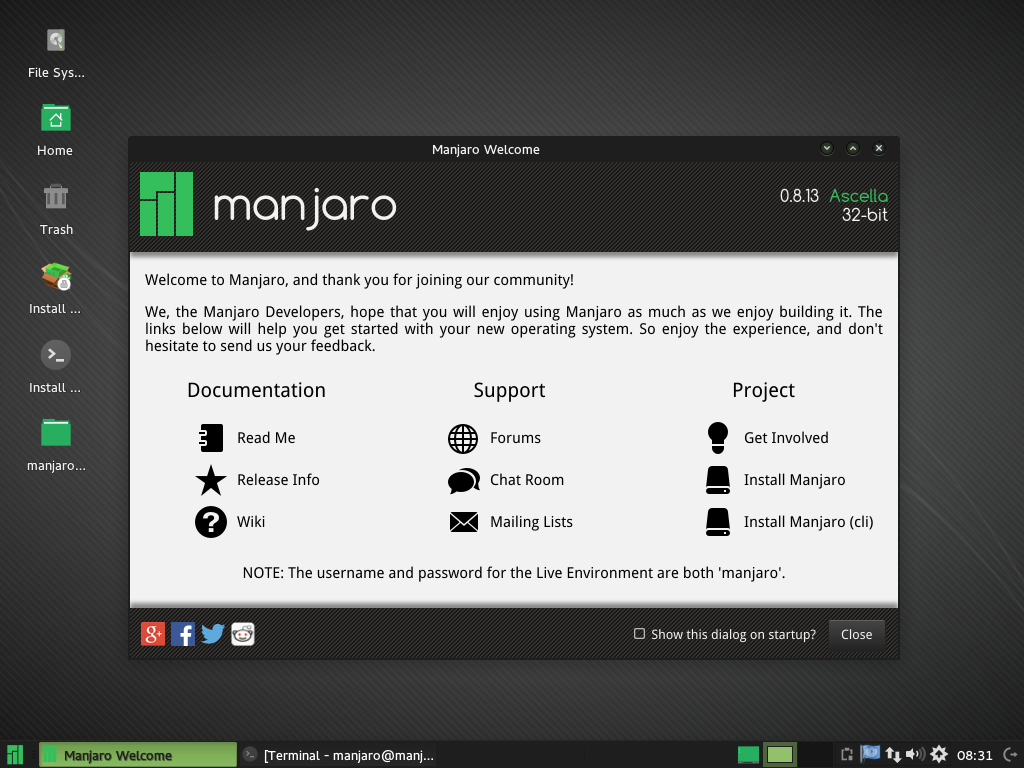 File Sys...
Home
Trash
Install ...
Install ...
manjaro...
Manjaro Welcome
manjaro
0.8.13 Ascella
32-bit
Welcome to Manjaro, and thank you for joining our community!
We, the Manjaro Developers, hope that you will enjoy using Manjaro as much as we enjoy building it. The
links below will help you get started with your new operating system. So enjoy the experience, and don't
hesitate to send us your feedback.
Documentation
Read Me
Release Info
Wiki
Support
Forums
Chat Room
Mailing Lists
Project
Get Involved
Install Manjaro
Install Manjaro (cli)
NOTE: The username and password for the Live Environment are both 'manjaro'.
Show this dialog on startup?
Close
Manjaro Welcome
[Terminal - manjaro@manj...
08:31